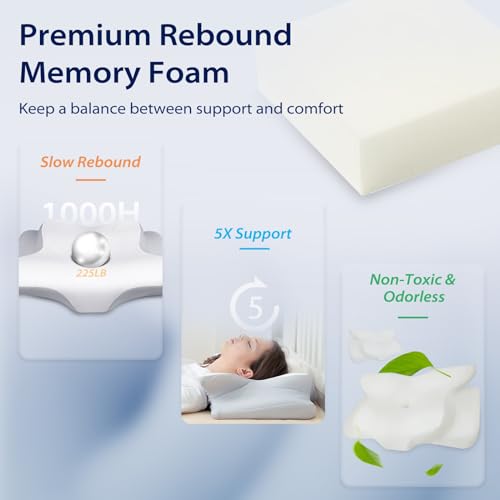 Premium Rebound
Memory Foam
Keep a balance between support and comfort
Slow Rebound
1000H
225LB
5X Support
5
Non-Toxic &
Odorless